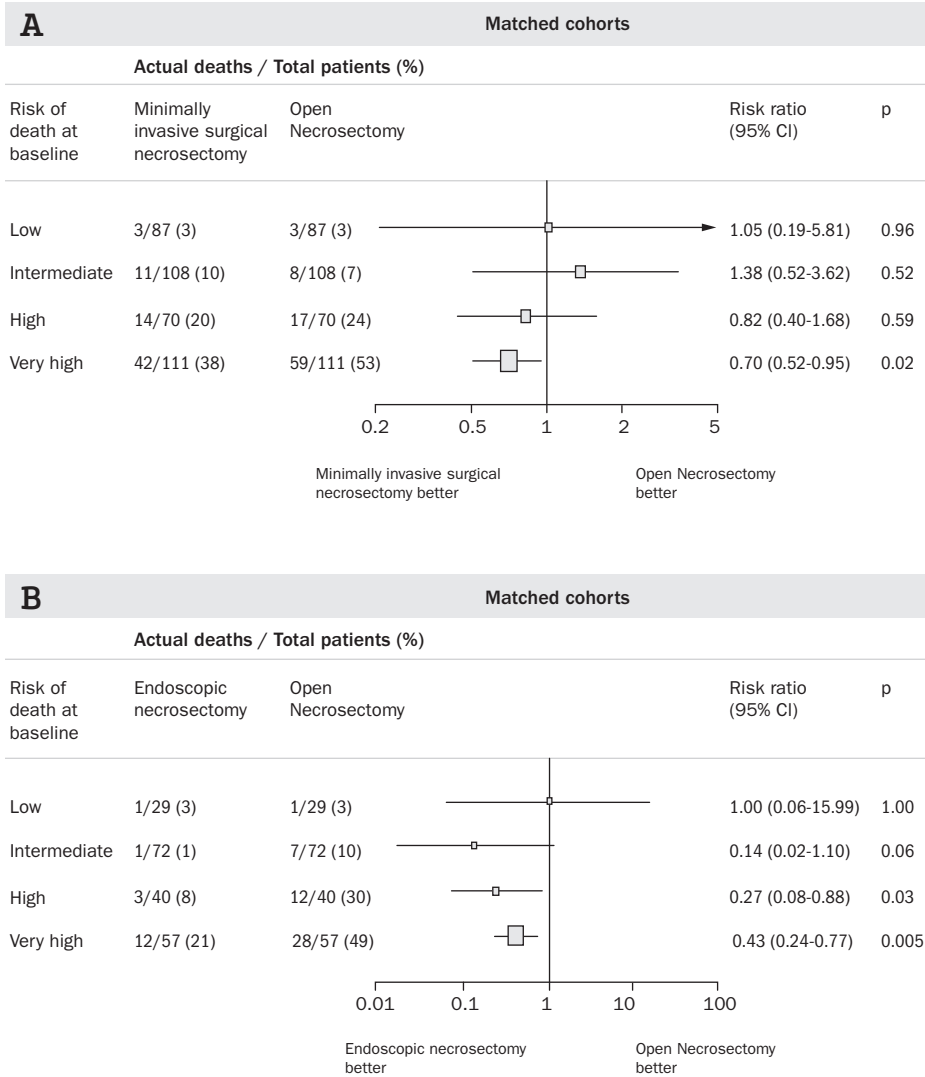 A
Matched cohorts
Actual deaths / Total patients (%)
Risk of death at baseline
Minimally invasive surgical necrosectomy
Open Necrosectomy
Risk ratio (95% CI)
p
Low 3/87 (3) 3/87 (3) 1.05 (0.19-5.81) 0.96
Intermediate 11/108 (10) 8/108 (7) 1.38 (0.52-3.62) 0.52
High 14/70 (20) 17/70 (24) 0.82 (0.40-1.68) 0.59
Very high 42/111 (38) 59/111 (53) 0.70 (0.52-0.95) 0.02
0.2 0.5 1 2 5
Minimally invasive surgical
necrosectomy better
Open Necrosectomy
better
B
Matched cohorts
Actual deaths / Total patients (%)
Risk of death at baseline
Endoscopic necrosectomy
Open Necrosectomy
Risk ratio (95% CI)
p
Low 1/29 (3) 1/29 (3) 1.00 (0.06-15.99) 1.00
Intermediate 1/72 (1) 7/72 (10) 0.14 (0.02-1.10) 0.06
High 3/40 (8) 12/40 (30) 0.27 (0.08-0.88) 0.03
Very high 12/57 (21) 28/57 (49) 0.43 (0.24-0.77) 0.005
0.01 0.1 1 10 100
Endoscopic necrosectomy
better
Open Necrosectomy
better